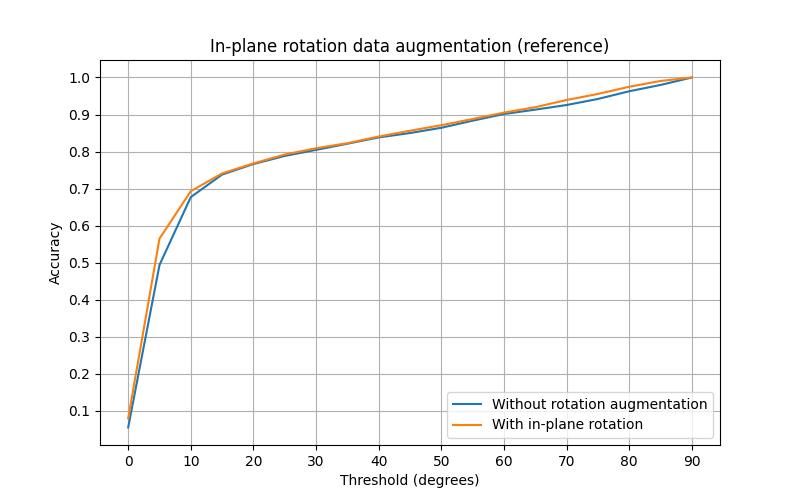 In-plane rotation data augmentation (reference)
1.0
0.9
0.8
0.7
0.6
0.5
0.4
0.3
0.2
0.1
Accuracy
Without rotation augmentation
With in-plane rotation
0 10 20 30 40 50 60 70 80 90
Threshold (degrees)